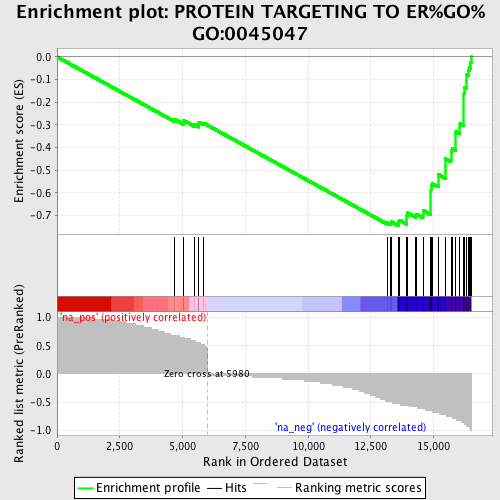 Enrichment plot: PROTEIN TARGETING TO ER%GO%
GO:0045047
Enrichment score (ES)
0.0
-0.1
-0.2
-0.3
-0.4
-0.5
-0.6
-0.7
Ranked list metric (PreRanked)
1.0
0.5
0.0
-0.5
-1.0
'na_pos' (positively correlated)
Zero cross at 5980
'na_neg' (negatively correlated)
0 2,500 5,000 7,500 10,000 12,500 15,000
Rank in Ordered Dataset
Enrichment profile Hits Ranking metric scores